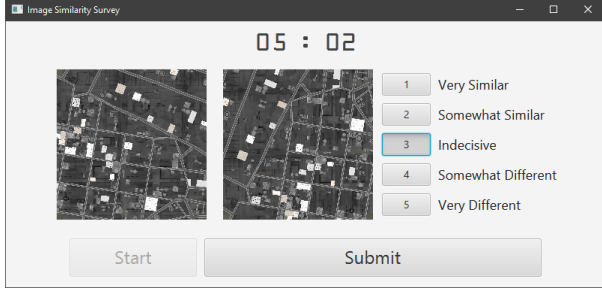 Image Similarity Survey
05 : 02
1 Very Similar
2 Somewhat Similar
3 Indecisive
4 Somewhat Different
5 Very Different
Start Submit